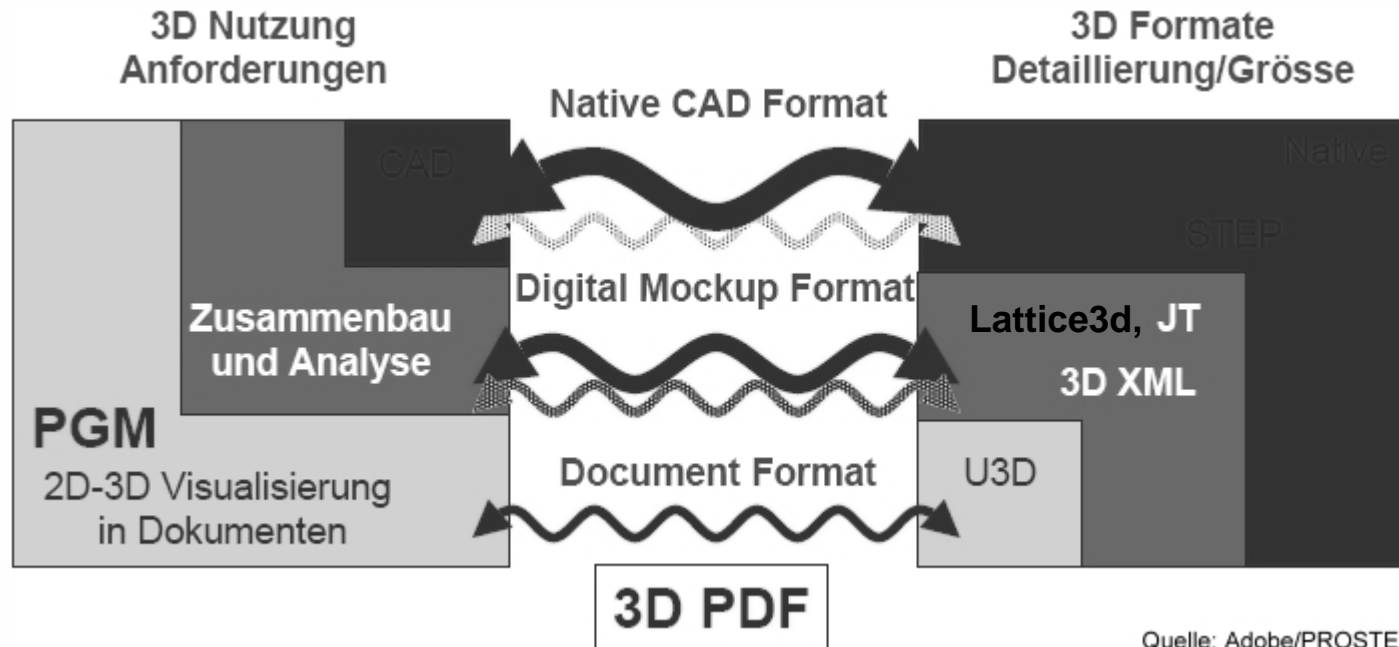 3D Nutzung
Anforderungen
3D Formate
Detaillierung/Grösse
Native CAD Format
CAD
Native
STEP
Digital Mockup Format
Zusammenbau
und Analyse
Lattice3d, JT
3D XML
PGM
2D-3D Visualisierung
in Dokumenten
Document Format
U3D
3D PDF
Quelle: Adobe/PROSTE